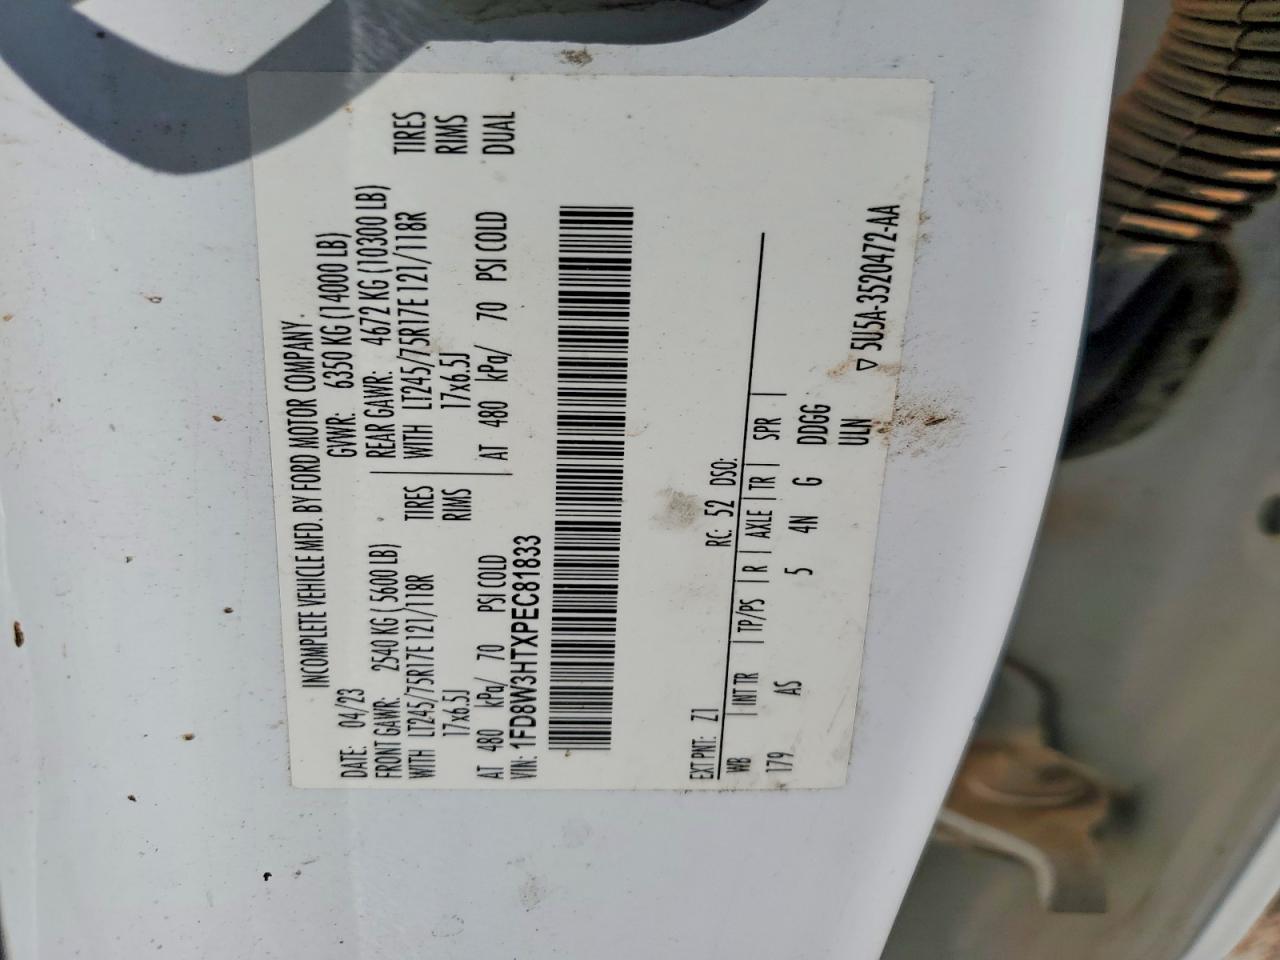 INCOMPLETE VEHICLE MFD. BY FORD MOTOR COMPANY.
DATE: 04/23 GVWR: 6350 KG (14000 LB)
FRONT GAWR: 2540 KG (5600 LB) REAR GAWR: 4672 KG (10300 LB)
WITH LT245/75R17E 121/118R TIRES WITH LT245/75R17E 121/118R TIRES
17x6.5J RIMS 17x6.5J RIMS
AT 480 kPa/ 70 PSI COLD AT 480 kPa/ 70 PSI COLD DUAL
VIN: 1FD8W3HTXPEC81833
EXT PNT: Z1 RC: 52 DSO:
WB INT TR TP/PS R AXLE TR SPR
179 AS 5 4N G DDGG
ULN
▽ 5U5A-3520472-AA